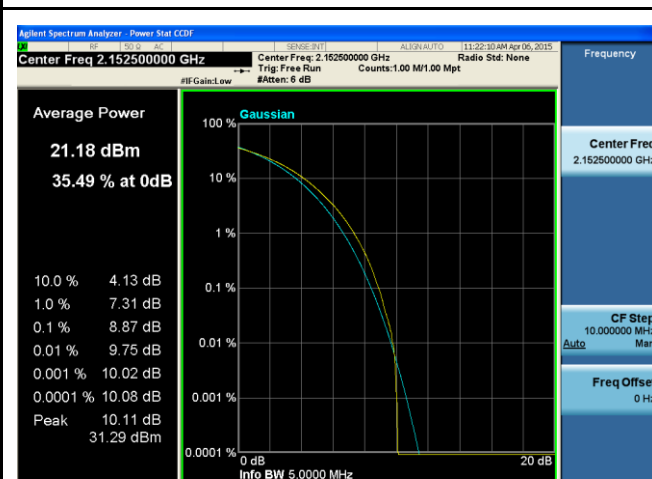 Agilent Spectrum Analyzer - Power Stat CCDF
RF 50 Ω AC SENSE:INT ALIGN AUTO 11:22:10 AM Apr 06, 2015
Center Freq 2.152500000 GHz
Center Freq: 2.152500000 GHz Radio Std: None
Trig: Free Run Counts:1.00 M/1.00 Mpt
#IFGain:Low #Atten: 6 dB
Frequency
Average Power
21.18 dBm
35.49 % at 0dB
10.0 % 4.13 dB
1.0 % 7.31 dB
0.1 % 8.87 dB
0.01 % 9.75 dB
0.001 % 10.02 dB
0.0001 % 10.08 dB
Peak 10.11 dB
31.29 dBm
Gaussian
100 %
10 %
1 %
0.1 %
0.01 %
0.001 %
0.0001 %
0 dB 20 dB
Info BW 5.0000 MHz
Center Freq
2.152500000 GHz
CF Step
10.000000 MHz
Auto Man
Freq Offset
0 Hz